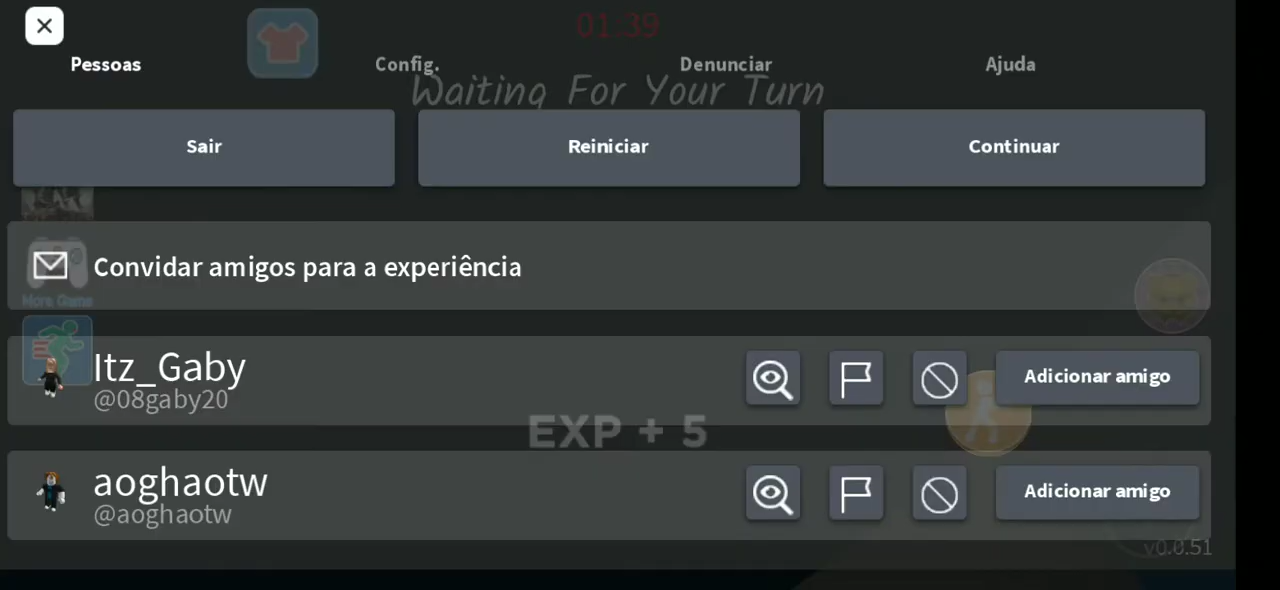 01.39
Pessoas
Config.
Denunciar
Ajuda
Waiting For Your Turn
Sair
Reiniciar
Continuar
Convidar amigos para a experiência
More Game
Itz_Gaby
@08gaby20
Adicionar amigo
EXP + 5
aoghaotw
@aoghaotw
Adicionar amigo
v0.0.51